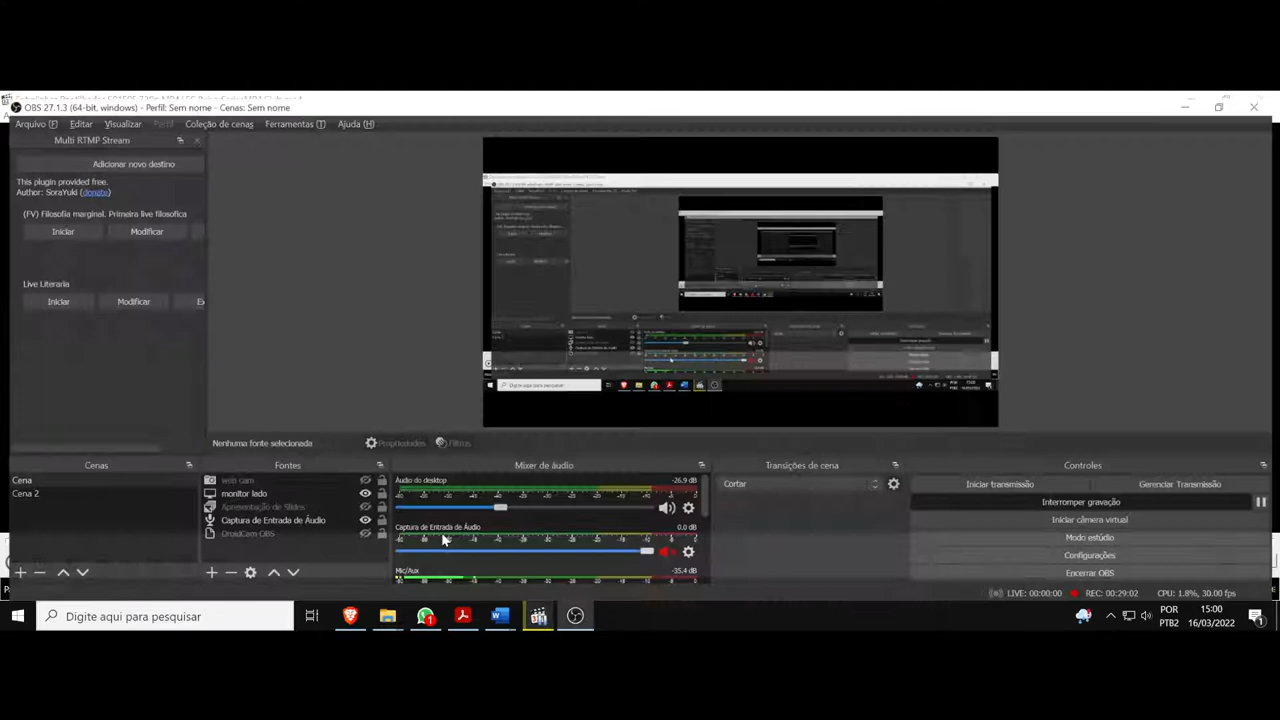 OBS 27.1.3 (64-bit, windows) - Perfil: Sem nome - Cenas: Sem nome
Arquivo (F) Editar Visualizar Perfil Coleção de cenas Ferramentas (T) Ajuda (H)
Multi RTMP Stream
Adicionar novo destino
This plugin provided free.
Author: SoraYuki (donate)
(FV) Filosofia marginal. Primeira live filosofica
Iniciar Modificar
Live Literaria
Iniciar Modificar Ex
Nenhuma fonte selecionada Propriedades Filtros
Cenas
Cena
Cena 2
Fontes
web cam
monitor lado
Apresentação de Slides
Captura de Entrada de Áudio
DroidCam OBS
Mixer de áudio
Áudio do desktop -26.9 dB
Captura de Entrada de Áudio 0.0 dB
Mic/Aux -35.4 dB
Transições de cena
Cortar
Controles
Iniciar transmissão Gerenciar Transmissão
Interromper gravação
Iniciar câmera virtual
Modo estúdio
Configurações
Encerrar OBS
LIVE: 00:00:00 REC: 00:29:02 CPU: 1.8%, 30.00 fps
Digite aqui para pesquisar
1
POR
PTB2
15:00
16/03/2022
1